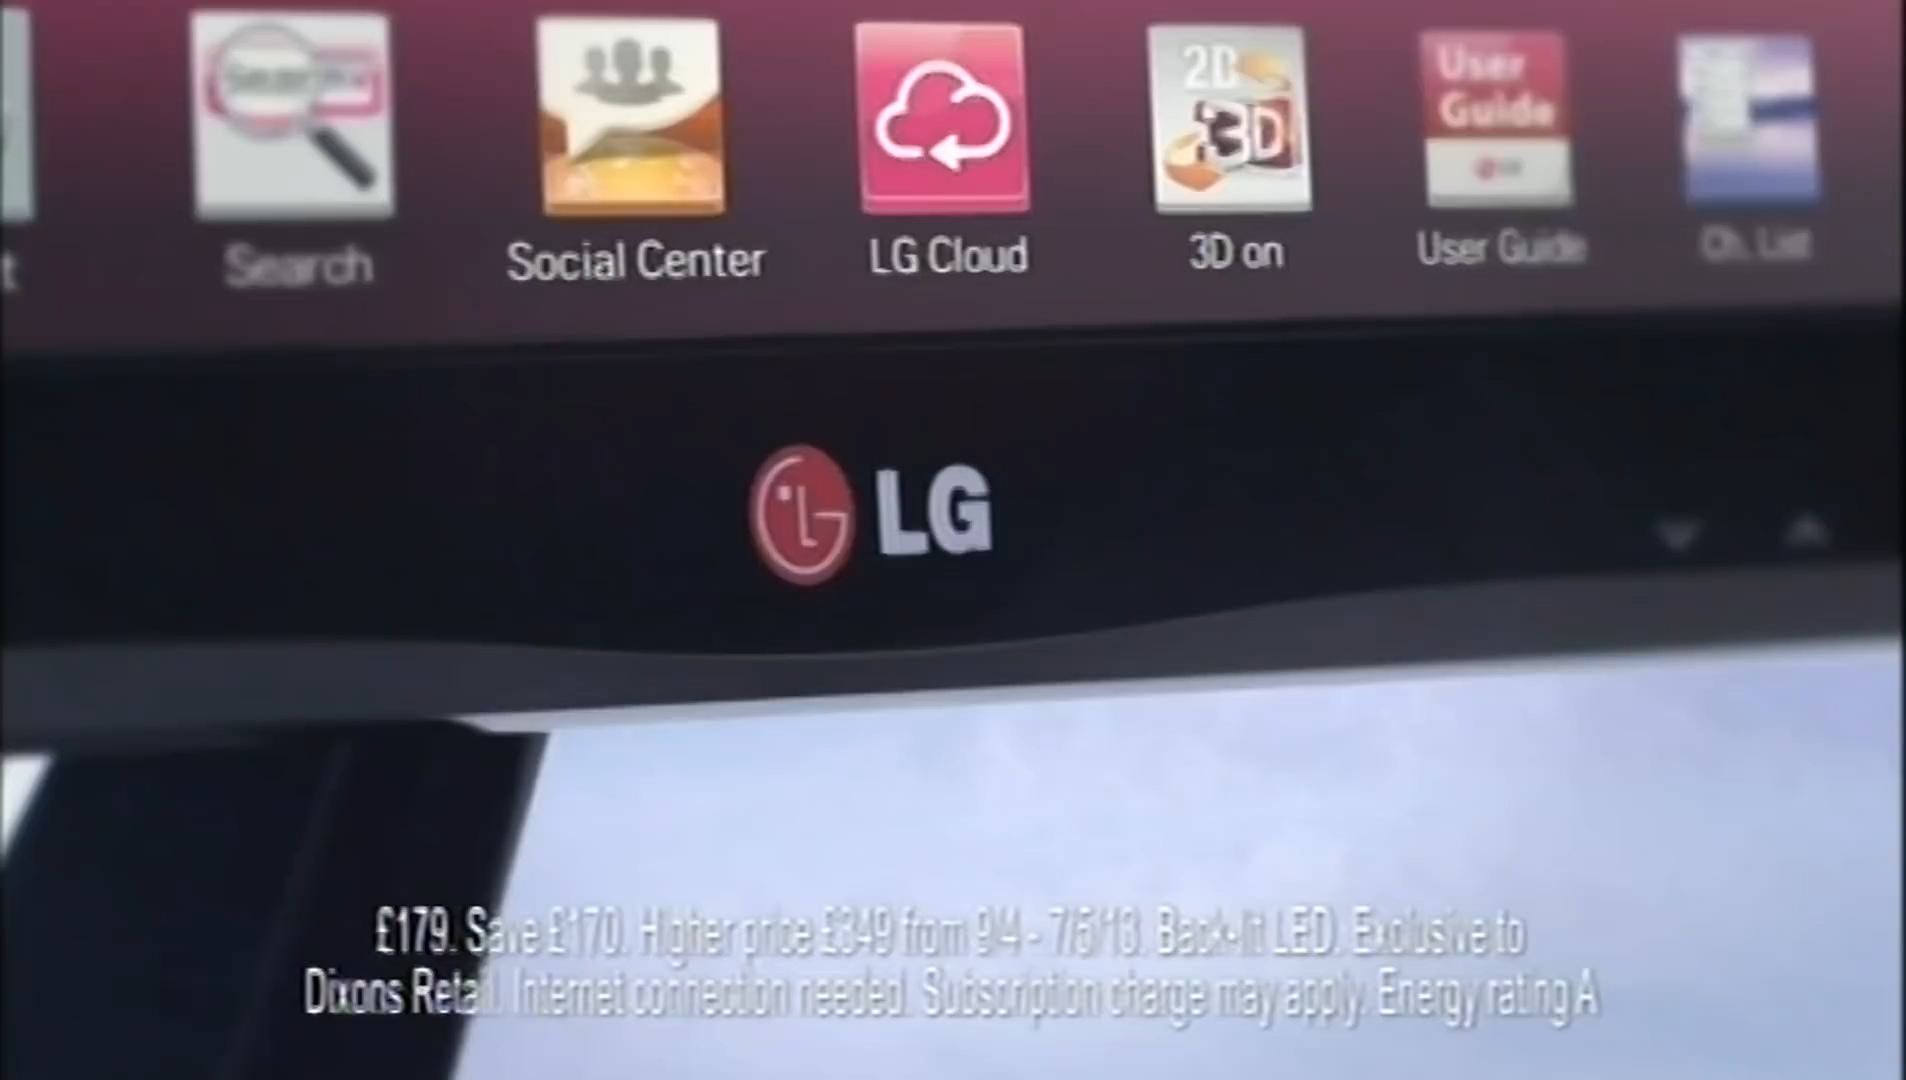 Search
2D
3D
User
Guide
LG
Search
Social Center
LG Cloud
3D on
User Guide
Ch. List
t
LG
£179. Save £170. Higher price £349 from 9/4 - 7/5/13. Back-lit LED. Exclusive to
Dixons Retail. Internet connection needed. Subscription charge may apply. Energy rating A